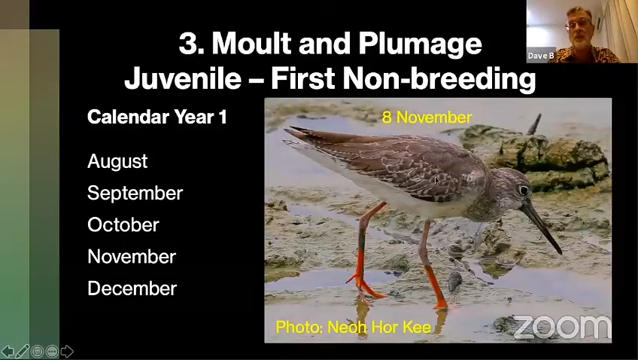 3. Moult and Plumage
Juvenile – First Non-breeding
Dave B
Calendar Year 1
8 November
August
September
October
November
December
Photo: Neoh Hor Kee
zoom